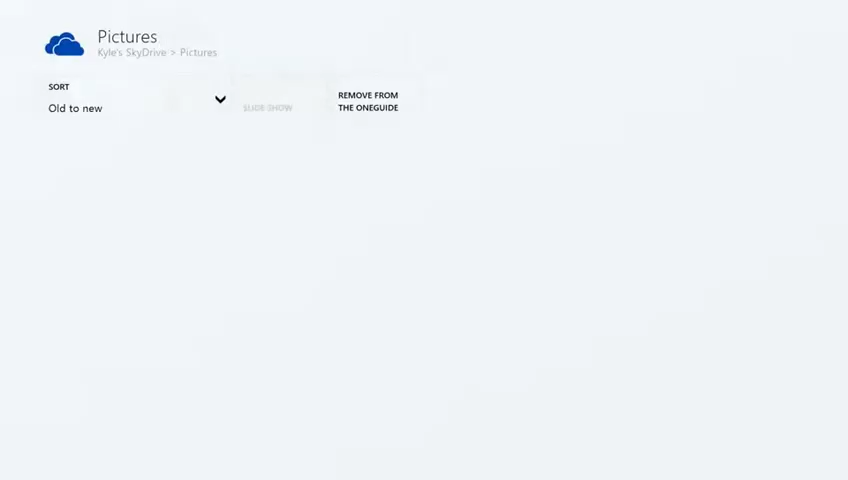 Pictures
Kyle's SkyDrive > Pictures
SORT
Old to new
SLIDE SHOW
REMOVE FROM
THE ONEGUIDE